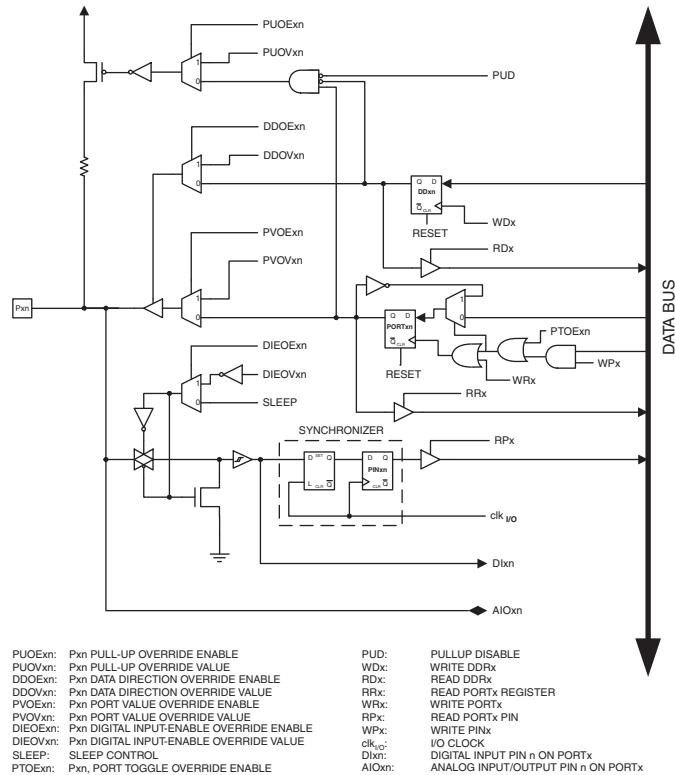 PUOExn
PUOVxn
1
0
PUD
DDOExn
DDOVxn
1
0
Q D
DDxn
Q CLR
WDx
RESET
RDx
PVOExn
PVOVxn
1
0
Pxn
1
0
Q D
PORTxn
Q CLR
RESET
PTOExn
WPx
WRx
RRx
DATA BUS
DIEOExn
DIEOVxn
SLEEP
1
0
SYNCHRONIZER
D SET Q
L CLR Q
D Q
PINxn
CLR Q
RPx
clk I/O
DIxn
AIOxn
PUOExn: Pxn PULL-UP OVERRIDE ENABLE
PUOVxn: Pxn PULL-UP OVERRIDE VALUE
DDOExn: Pxn DATA DIRECTION OVERRIDE ENABLE
DDOVxn: Pxn DATA DIRECTION OVERRIDE VALUE
PVOExn: Pxn PORT VALUE OVERRIDE ENABLE
PVOVxn: Pxn PORT VALUE OVERRIDE VALUE
DIEOExn: Pxn DIGITAL INPUT-ENABLE OVERRIDE ENABLE
DIEOVxn: Pxn DIGITAL INPUT-ENABLE OVERRIDE VALUE
SLEEP: SLEEP CONTROL
PTOExn: Pxn, PORT TOGGLE OVERRIDE ENABLE
PUD: PULLUP DISABLE
WDx: WRITE DDRx
RDx: READ DDRx
RRx: READ PORTx REGISTER
WRx: WRITE PORTx
RPx: READ PORTx PIN
WPx: WRITE PINx
clkI/O: I/O CLOCK
DIxn: DIGITAL INPUT PIN n ON PORTx
AIOxn: ANALOG INPUT/OUTPUT PIN n ON PORTx